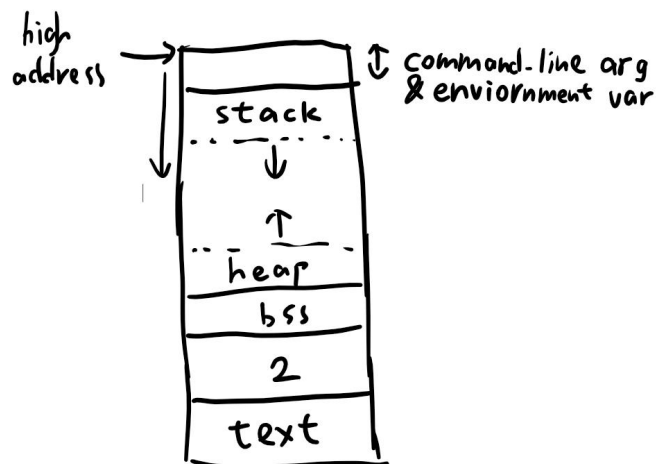 high
address
command-line arg
& enviornment var
stack
heap
bss
2
text